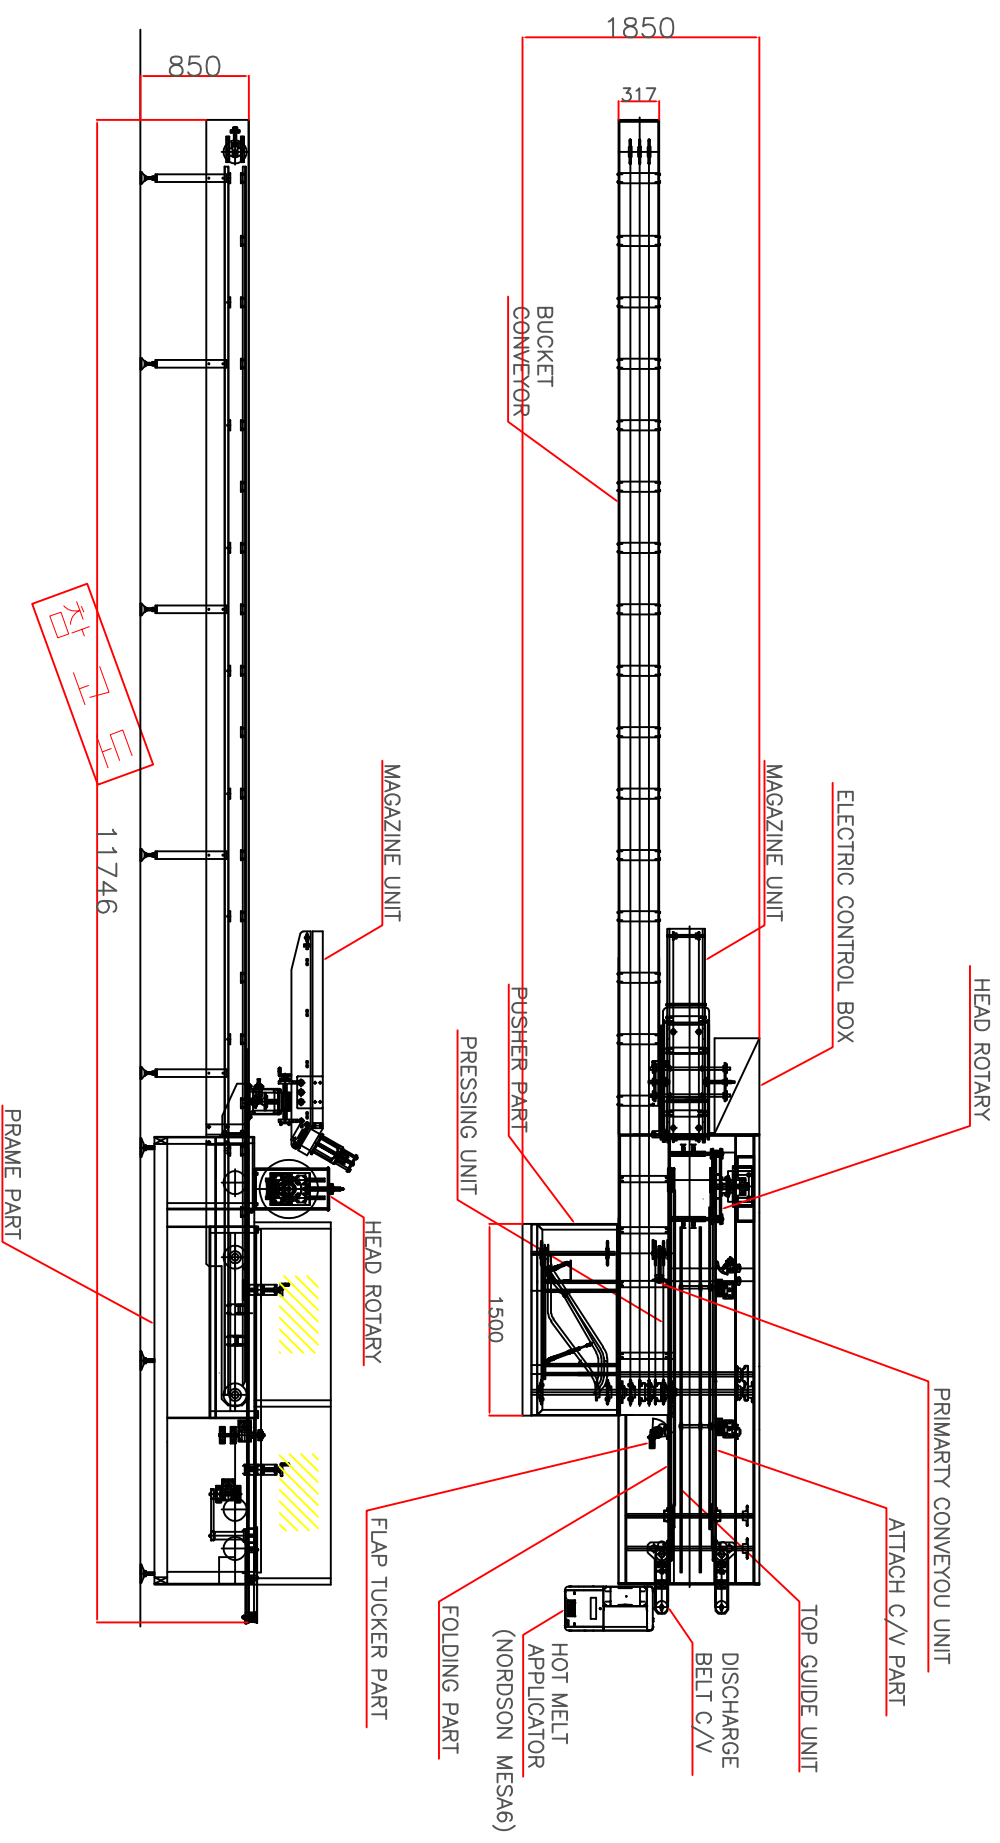 1850
317
BUCKET
CONVEYOR
HEAD ROTARY
ELECTRIC CONTROL BOX
MAGAZINE UNIT
PUSHER PART
PRESSING UNIT
1500
PRIMARTY CONVEYOU UNIT
ATTACH C/V PART
TOP GUIDE UNIT
DISCHARGE
BELT C/V
HOT MELT
APPLICATOR
(NORDSON MESA6)
FOLDING PART
FLAP TUCKER PART
850
MAGAZINE UNIT
HEAD ROTARY
11746
참고도
PRAME PART